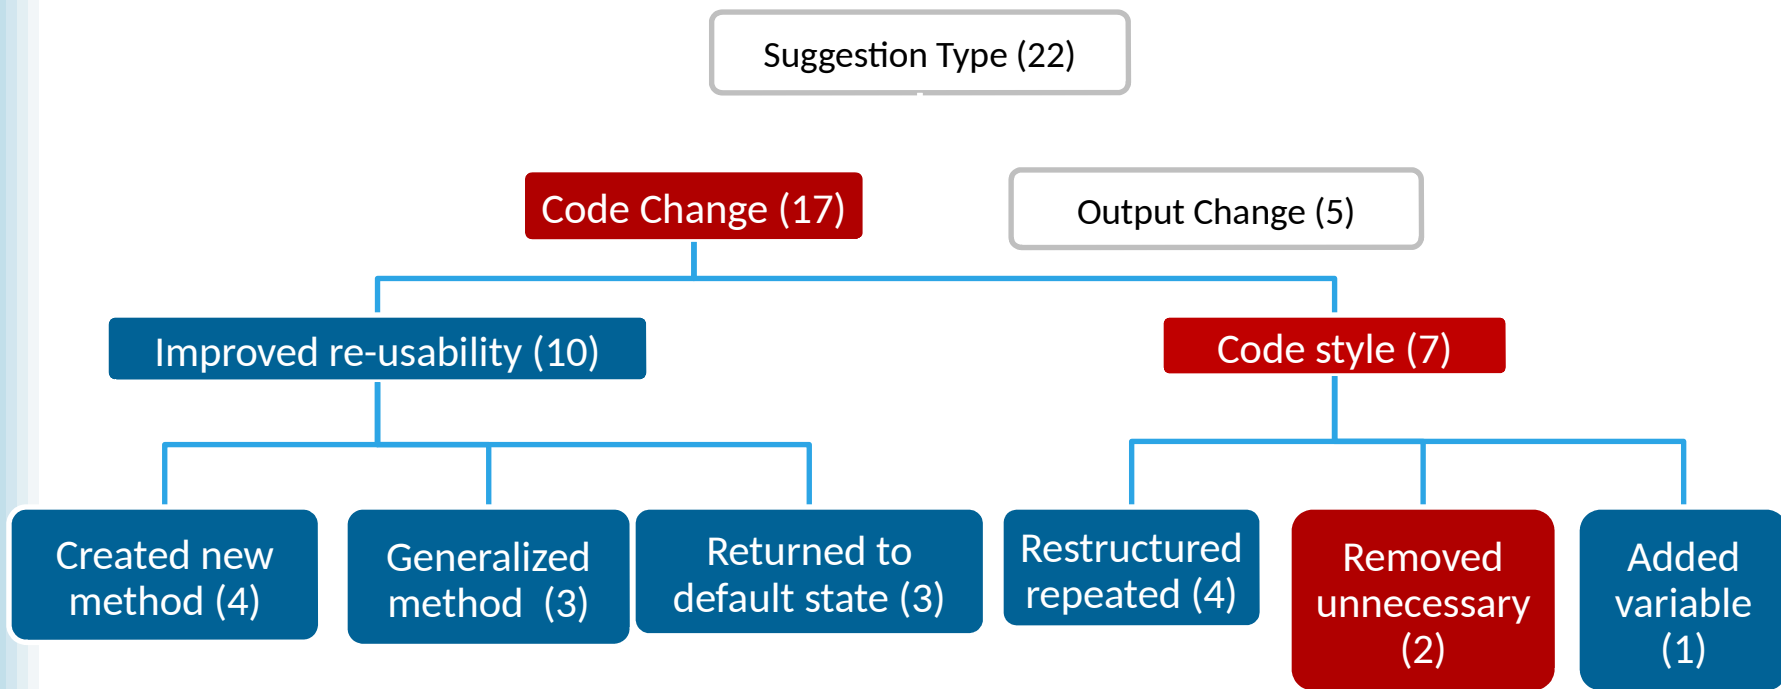 Suggestion Type (22)
Code Change (17)
Output Change (5)
Improved re-usability (10)
Code style (7)
Created new
method (4)
Generalized
method (3)
Returned to
default state (3)
Restructured
repeated (4)
Removed
unnecessary
(2)
Added
variable
(1)